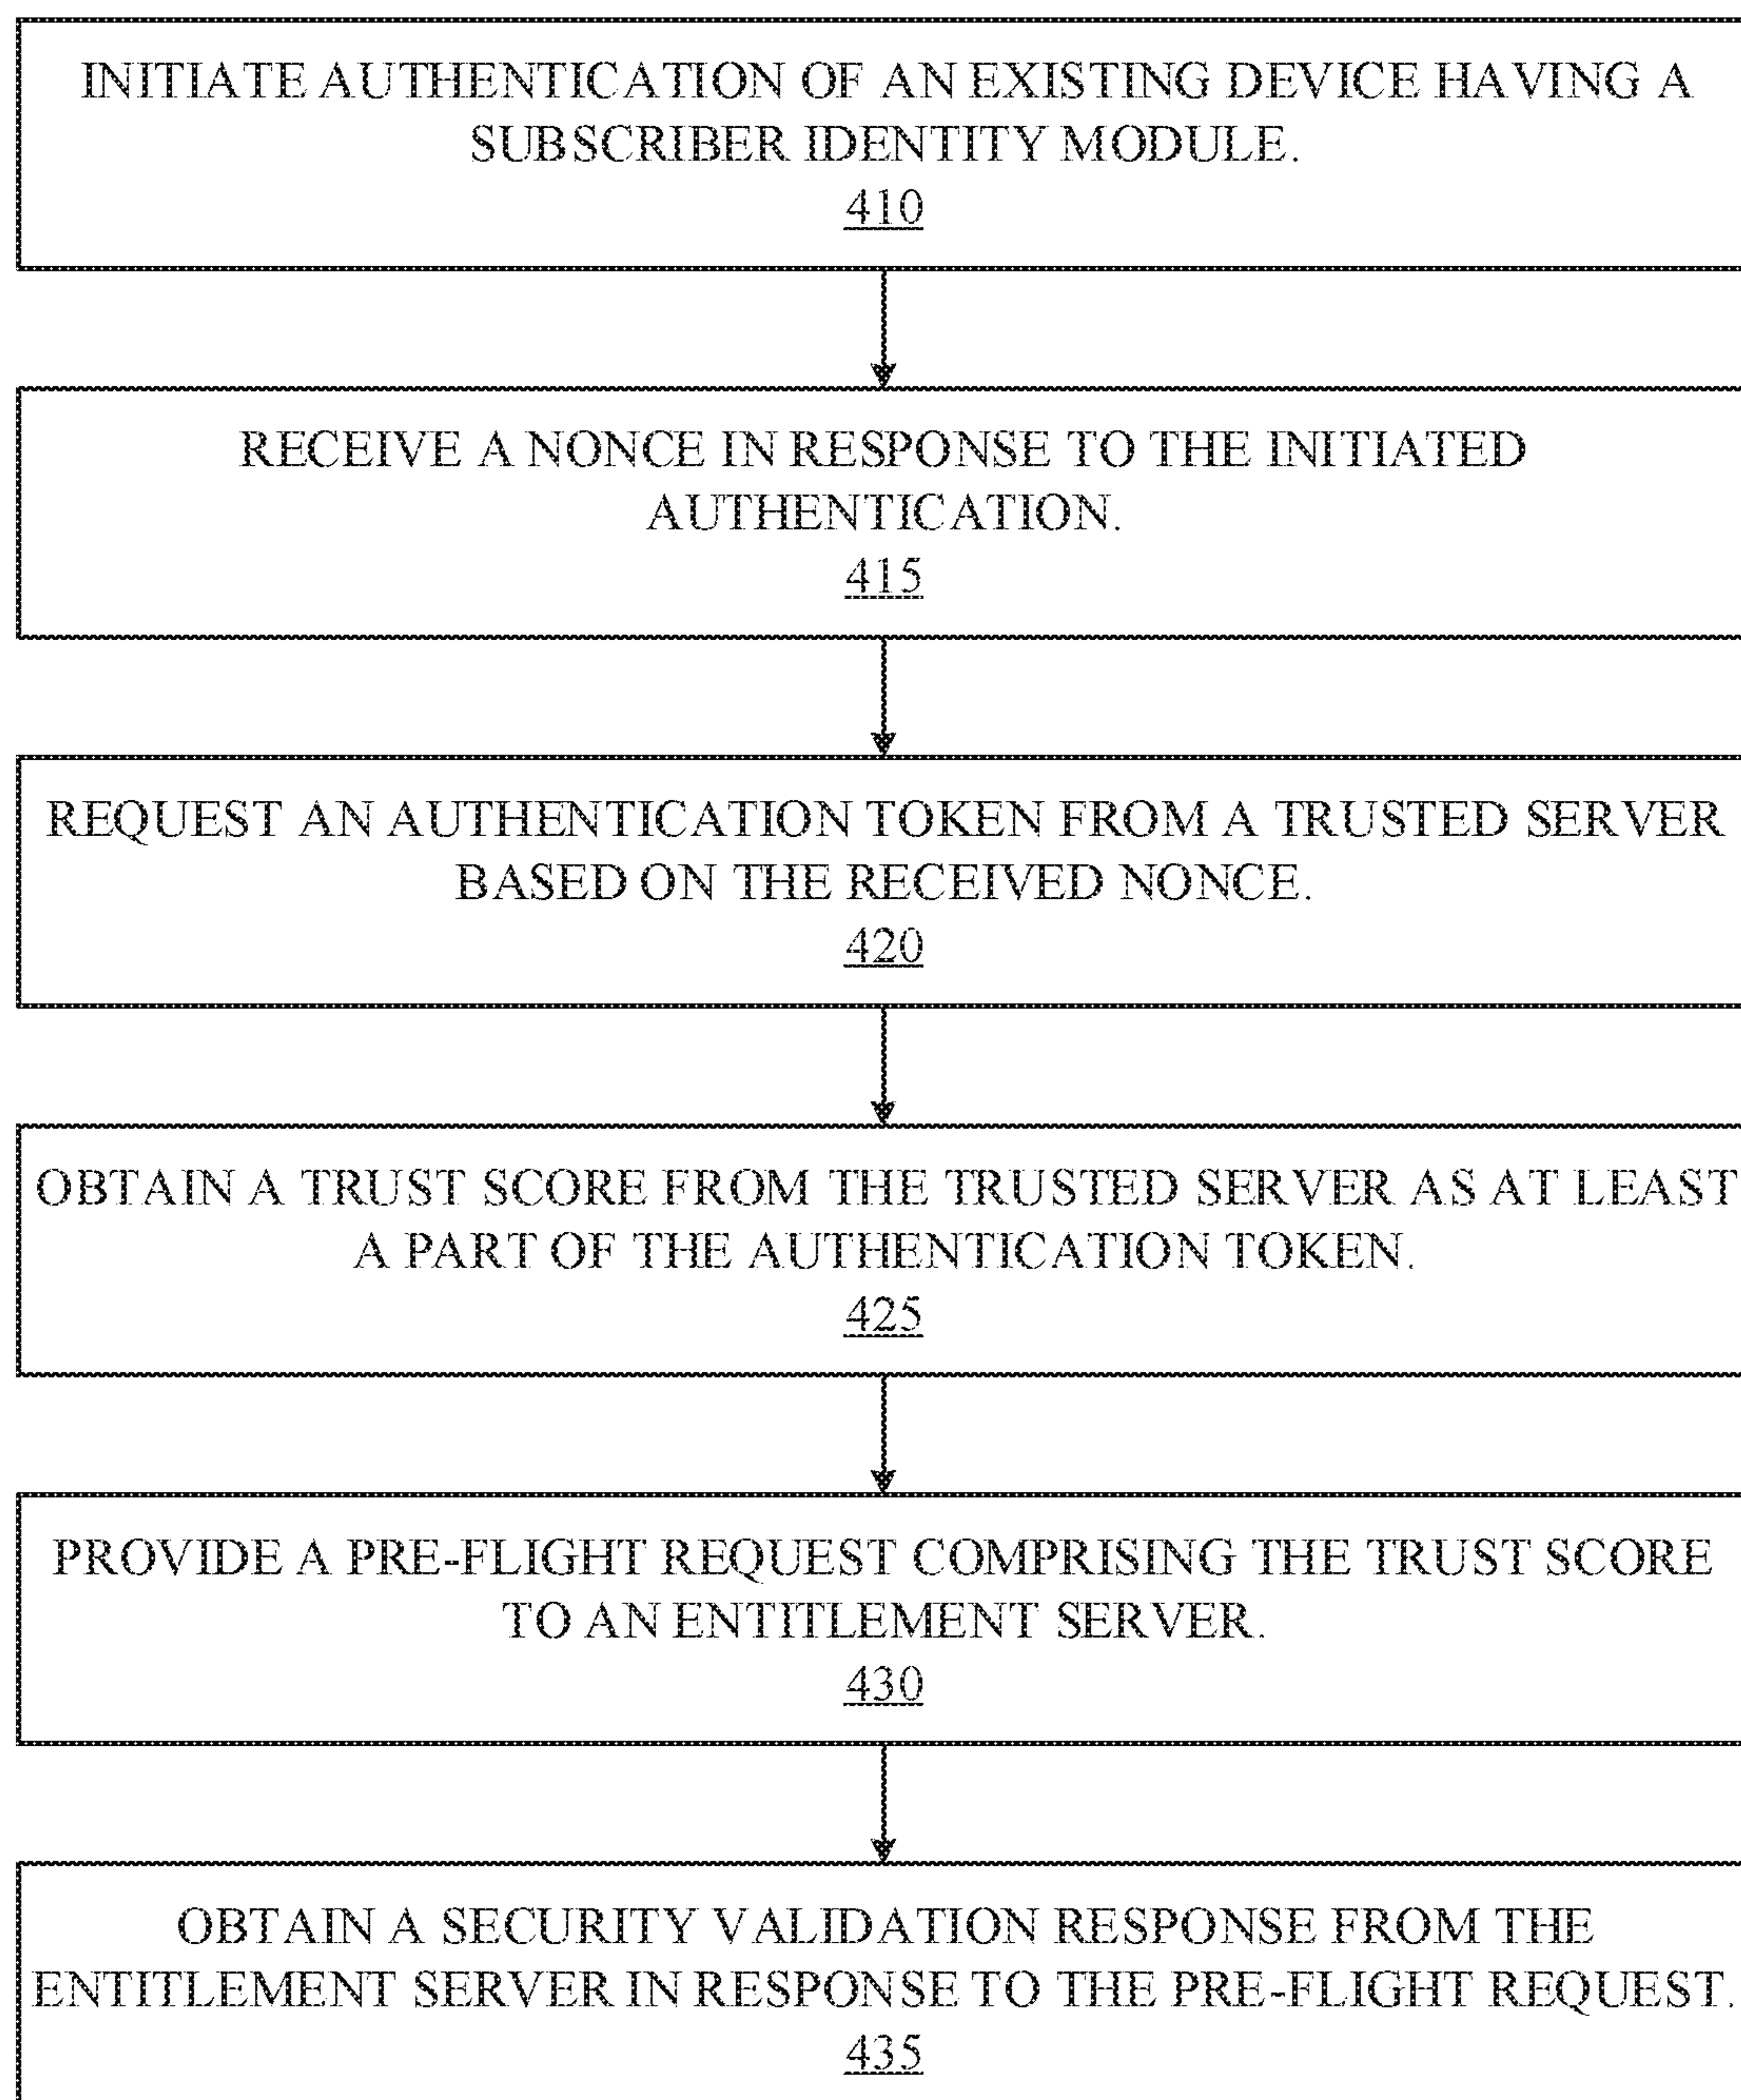 INITIATE AUTHENTICATION OF AN EXISTING DEVICE HAVING A
SUBSCRIBER IDENTITY MODULE.
410
RECEIVE A NONCE IN RESPONSE TO THE INITIATED
AUTHENTICATION.
415
REQUEST AN AUTHENTICATION TOKEN FROM A TRUSTED SERVER
BASED ON THE RECEIVED NONCE.
420
OBTAIN A TRUST SCORE FROM THE TRUSTED SERVER AS AT LEAST
A PART OF THE AUTHENTICATION TOKEN.
425
PROVIDE A PRE-FLIGHT REQUEST COMPRISING THE TRUST SCORE
TO AN ENTITLEMENT SERVER.
430
OBTAIN A SECURITY VALIDATION RESPONSE FROM THE
ENTITLEMENT SERVER IN RESPONSE TO THE PRE-FLIGHT REQUEST.
435